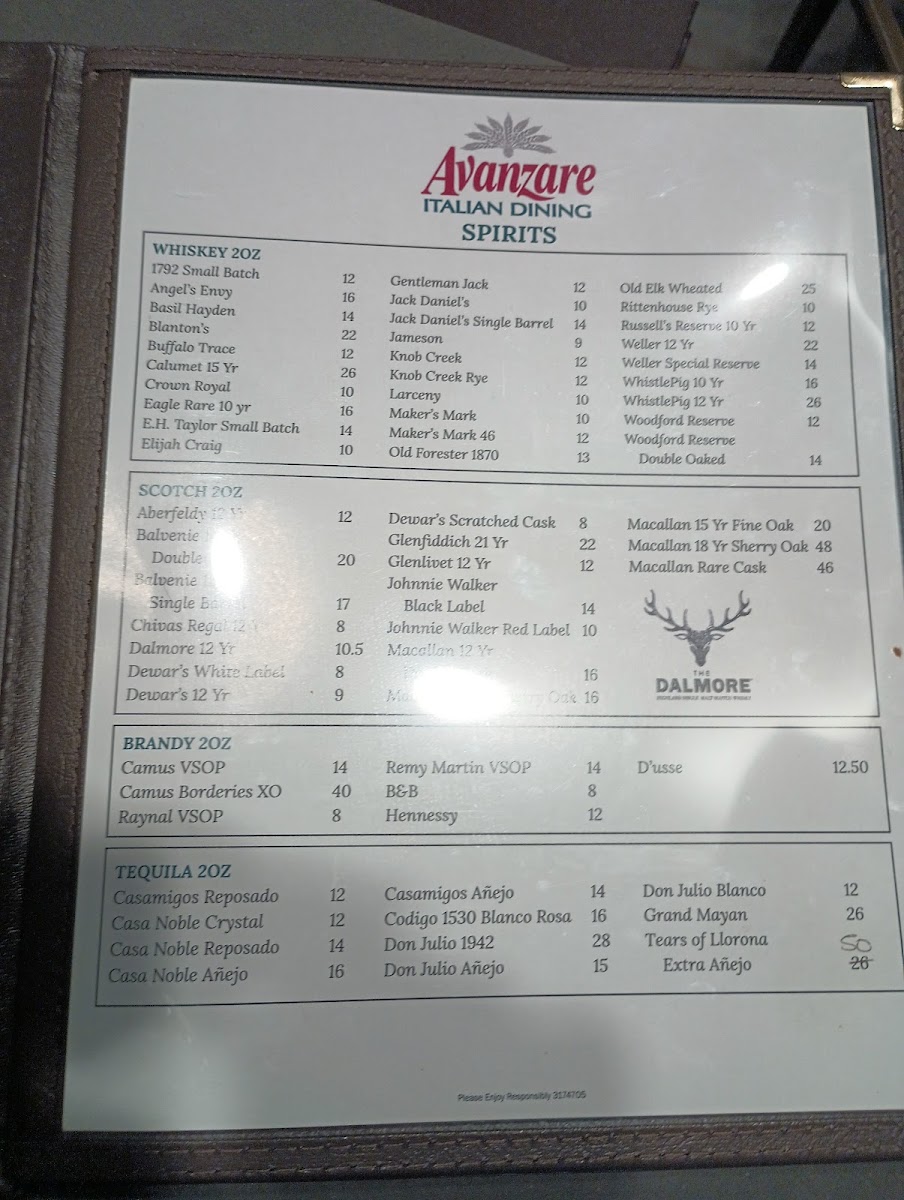 Avanzare
ITALIAN DINING
SPIRITS
WHISKEY 2OZ
1792 Small Batch 12
Angel's Envy 16
Basil Hayden 14
Blanton's 22
Buffalo Trace 12
Calumet 15 Yr 26
Crown Royal 10
Eagle Rare 10 yr 16
E.H. Taylor Small Batch 14
Elijah Craig 10
Gentleman Jack 12
Jack Daniel's 10
Jack Daniel's Single Barrel 14
Jameson 9
Knob Creek 12
Knob Creek Rye 12
Larceny 10
Maker's Mark 10
Maker's Mark 46 12
Old Forester 1870 13
Old Elk Wheated 25
Rittenhouse Rye 10
Russell's Reserve 10 Yr 12
Weller 12 Yr 22
Weller Special Reserve 14
WhistlePig 10 Yr 16
WhistlePig 12 Yr 26
Woodford Reserve 12
Woodford Reserve
Double Oaked 14
SCOTCH 2OZ
Aberfeldy 12 Yr 12
Balvenie
Double 20
Balvenie
Single 17
Chivas Regal 12 8
Dalmore 12 Yr 10.5
Dewar's White Label 8
Dewar's 12 Yr 9
Dewar's Scratched Cask 8
Glenfiddich 21 Yr 22
Glenlivet 12 Yr 12
Johnnie Walker
Black Label 14
Johnnie Walker Red Label 10
Macallan 12 Yr
16
Oak 16
Macallan 15 Yr Fine Oak 20
Macallan 18 Yr Sherry Oak 48
Macallan Rare Cask 46
THE
DALMORE
BRANDY 2OZ
Camus VSOP 14
Camus Borderies XO 40
Raynal VSOP 8
Remy Martin VSOP 14
B&B 8
Hennessy 12
D'usse 12.50
TEQUILA 2OZ
Casamigos Reposado 12
Casa Noble Crystal 12
Casa Noble Reposado 14
Casa Noble Añejo 16
Casamigos Añejo 14
Codigo 1530 Blanco Rosa 16
Don Julio 1942 28
Don Julio Añejo 15
Don Julio Blanco 12
Grand Mayan 26
Tears of Llorona 50
Extra Añejo 26
Please Enjoy Responsibly 3174705